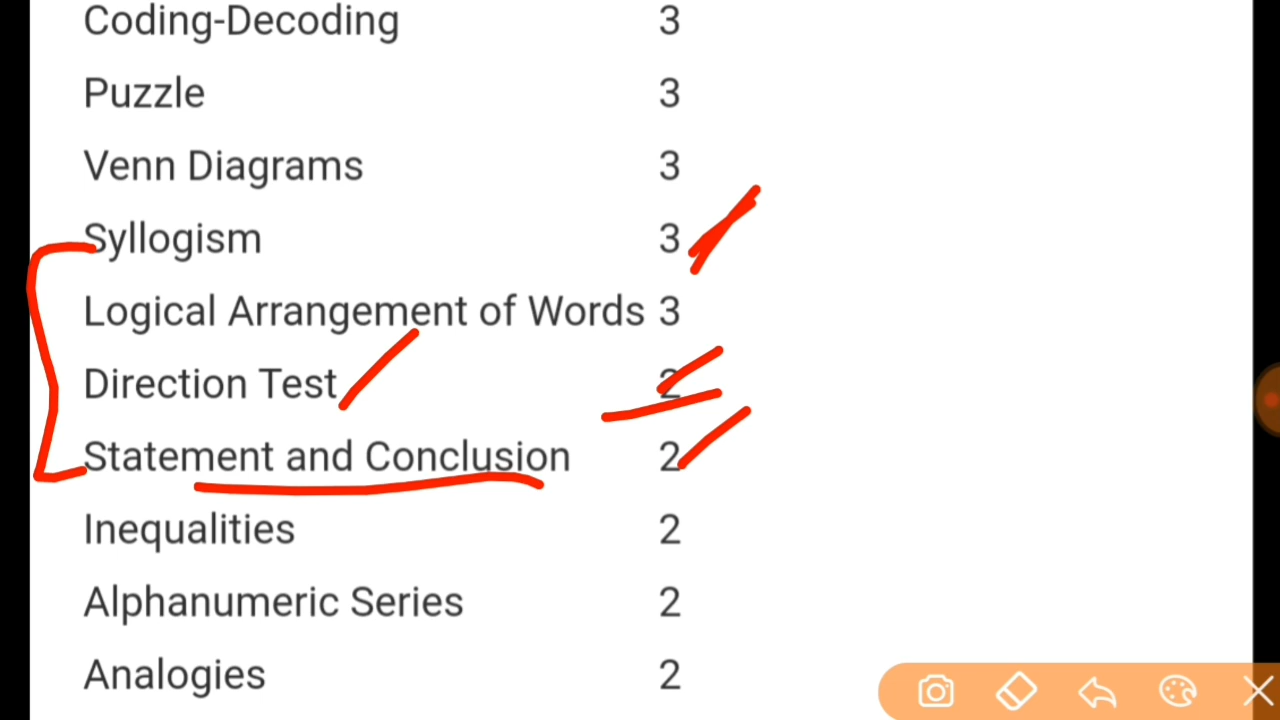 Coding-Decoding 3
Puzzle 3
Venn Diagrams 3
Syllogism 3
Logical Arrangement of Words 3
Direction Test 2
Statement and Conclusion 2
Inequalities 2
Alphanumeric Series 2
Analogies 2